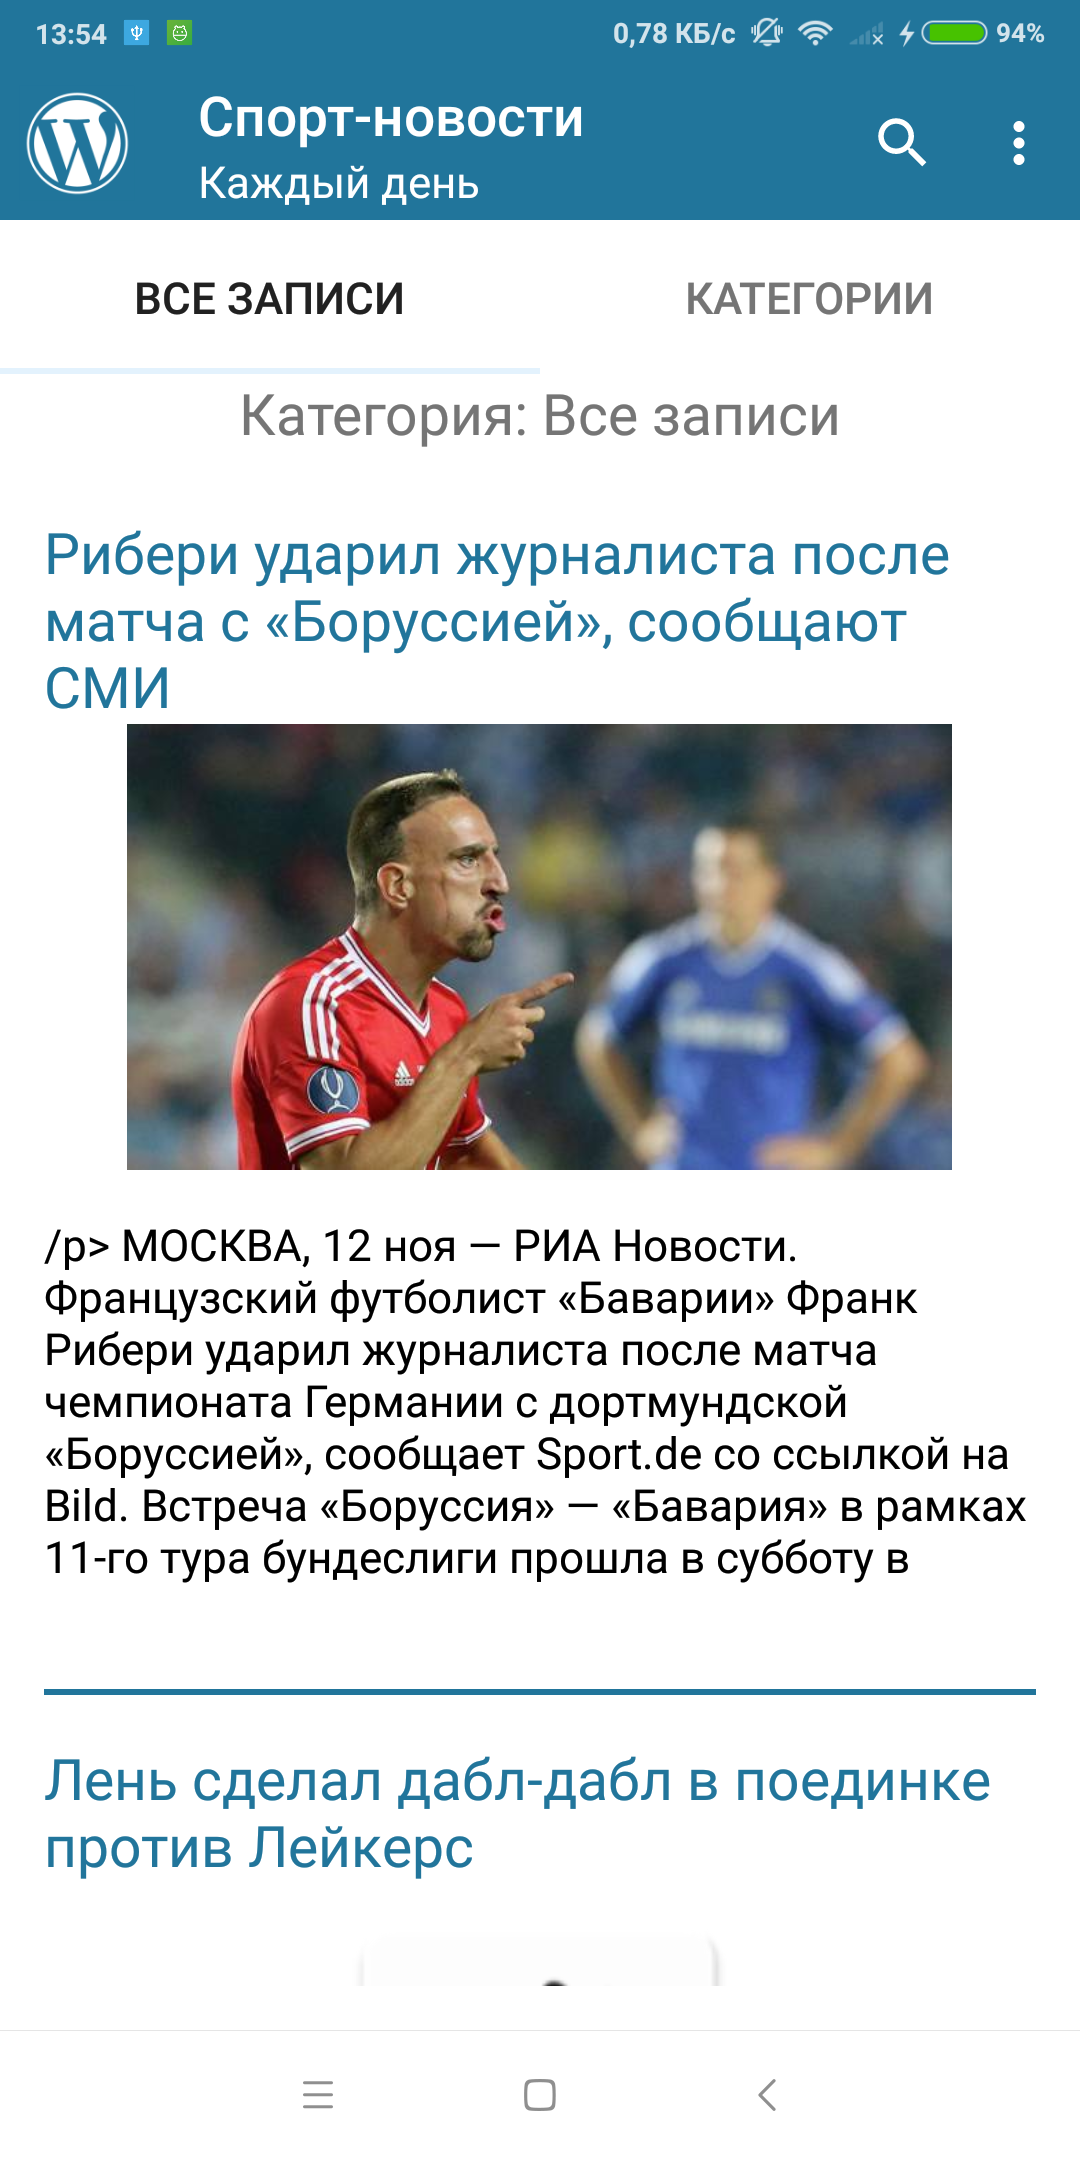 13:54 0,78 КБ/с 94%
Спорт-новости
Каждый день
ВСЕ ЗАПИСИ КАТЕГОРИИ
Категория: Все записи
Рибери ударил журналиста после
матча с «Боруссией», сообщают
СМИ
adidas
/p> МОСКВА, 12 ноя — РИА Новости.
Французский футболист «Баварии» Франк
Рибери ударил журналиста после матча
чемпионата Германии с дортмундской
«Боруссией», сообщает Sport.de со ссылкой на
Bild. Встреча «Боруссия» — «Бавария» в рамках
11-го тура бундеслиги прошла в субботу в
Лень сделал дабл-дабл в поединке
против Лейкерс